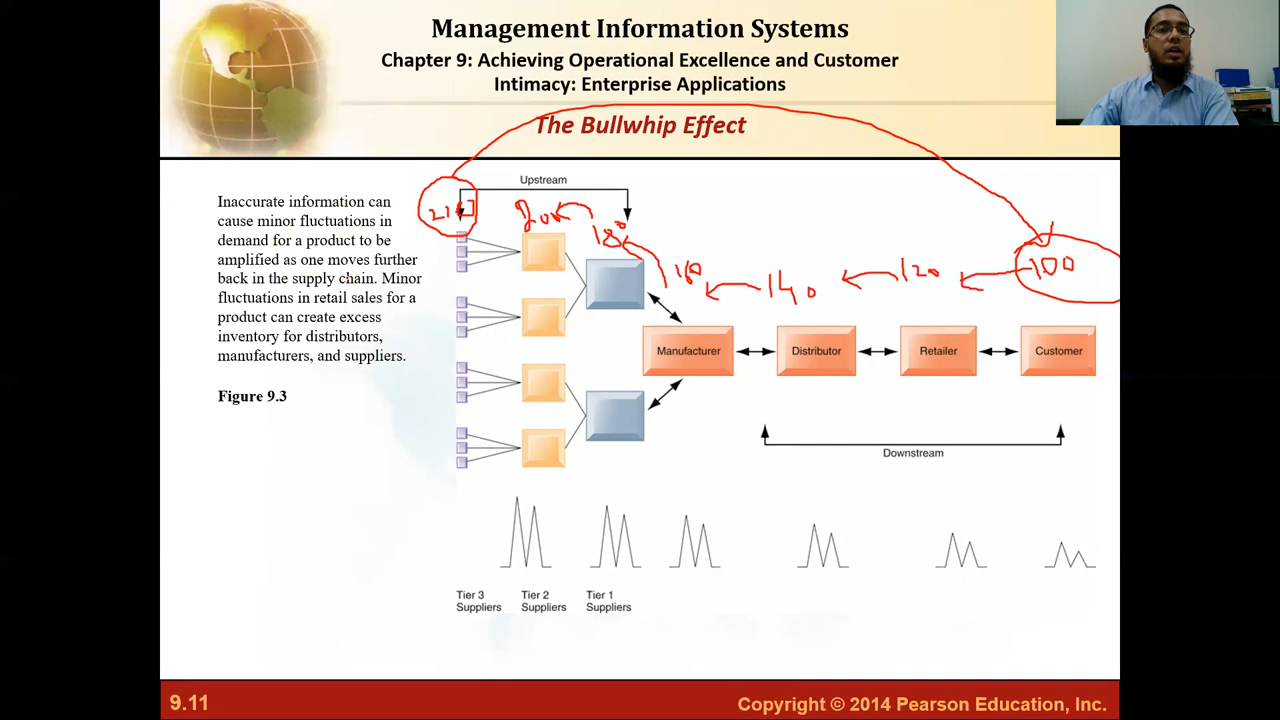 Management Information Systems
Chapter 9: Achieving Operational Excellence and Customer
Intimacy: Enterprise Applications
The Bullwhip Effect
Inaccurate information can
cause minor fluctuations in
demand for a product to be
amplified as one moves further
back in the supply chain. Minor
fluctuations in retail sales for a
product can create excess
inventory for distributors,
manufacturers, and suppliers.
Figure 9.3
Upstream
180
160
140
120
100
Manufacturer
Distributor
Retailer
Customer
Downstream
Tier 3
Suppliers
Tier 2
Suppliers
Tier 1
Suppliers
9.11
Copyright © 2014 Pearson Education, Inc.